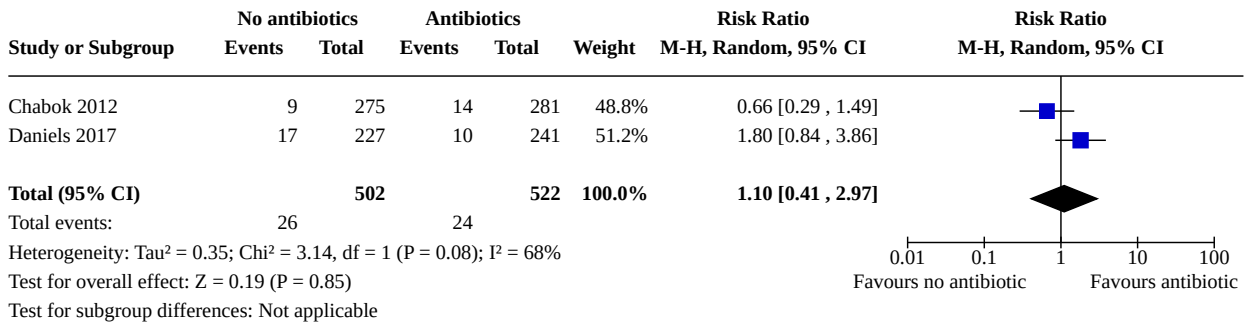 No antibiotics Antibiotics Risk Ratio Risk Ratio
Study or Subgroup Events Total Events Total Weight M-H, Random, 95% CI M-H, Random, 95% CI
Chabok 2012 9 275 14 281 48.8% 0.66 [0.29 , 1.49]
Daniels 2017 17 227 10 241 51.2% 1.80 [0.84 , 3.86]
Total (95% CI) 502 522 100.0% 1.10 [0.41 , 2.97]
Total events: 26 24
Heterogeneity: Tau² = 0.35; Chi² = 3.14, df = 1 (P = 0.08); I² = 68%
0.01 0.1 1 10 100
Test for overall effect: Z = 0.19 (P = 0.85) Favours no antibiotic Favours antibiotic
Test for subgroup differences: Not applicable